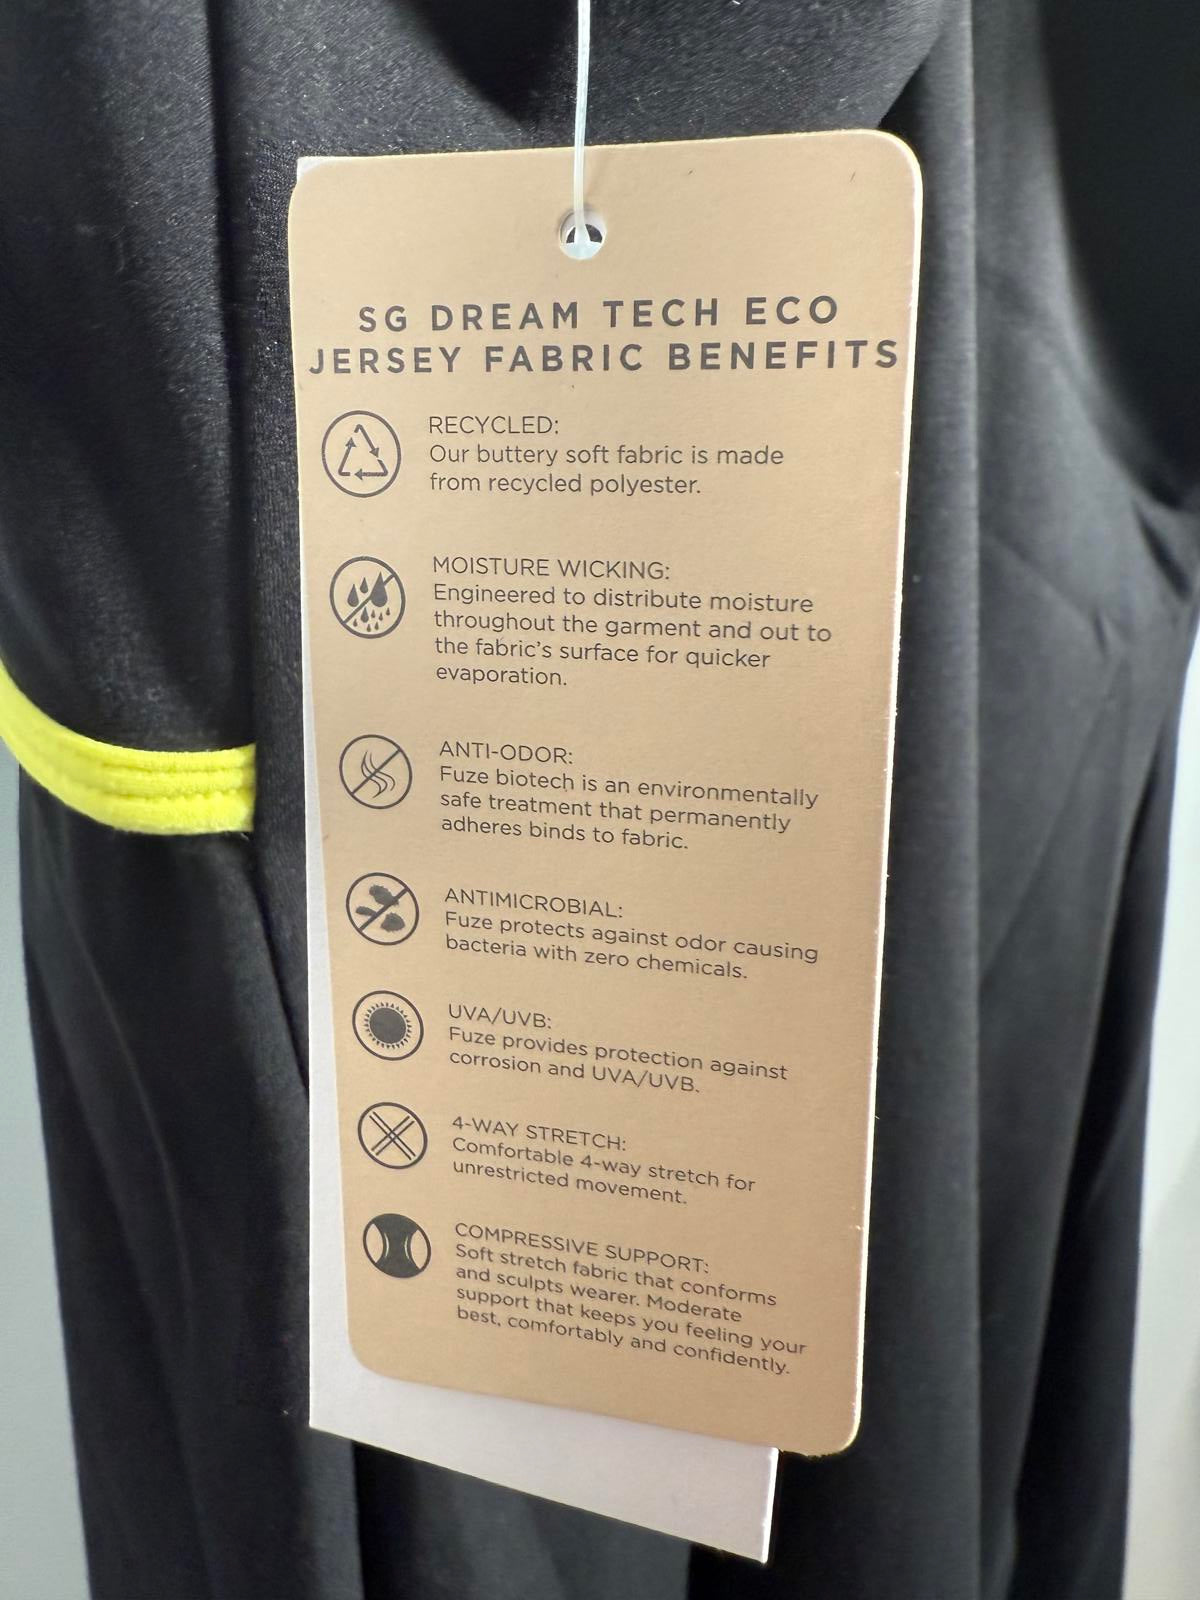 SG DREAM TECH ECO
JERSEY FABRIC BENEFITS
RECYCLED:
Our buttery soft fabric is made
from recycled polyester.
MOISTURE WICKING:
Engineered to distribute moisture
throughout the garment and out to
the fabric's surface for quicker
evaporation.
ANTI-ODOR:
Fuze biotech is an environmentally
safe treatment that permanently
adheres binds to fabric.
ANTIMICROBIAL:
Fuze protects against odor causing
bacteria with zero chemicals.
UVA/UVB:
Fuze provides protection against
corrosion and UVA/UVB.
4-WAY STRETCH:
Comfortable 4-way stretch for
unrestricted movement.
COMPRESSIVE SUPPORT:
Soft stretch fabric that conforms
and sculpts wearer. Moderate
support that keeps you feeling your
best, comfortably and confidently.